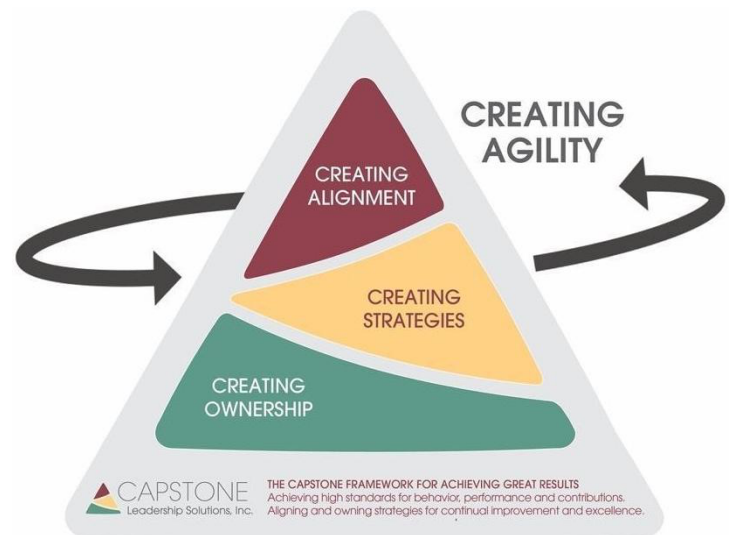 CREATING
AGILITY
CREATING
ALIGNMENT
CREATING
STRATEGIES
CREATING
OWNERSHIP
CAPSTONE
Leadership Solutions, Inc.
THE CAPSTONE FRAMEWORK FOR ACHIEVING GREAT RESULTS
Achieving high standards for behavior, performance and contributions.
Aligning and owning strategies for continual improvement and excellence.